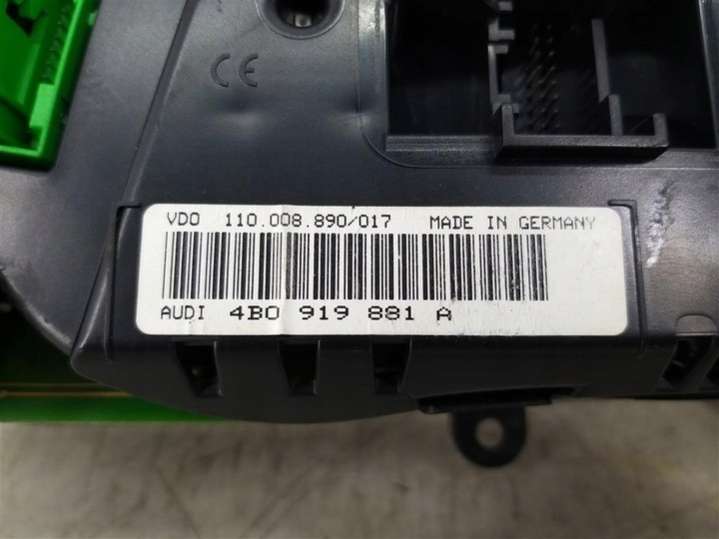 CE
VDO 110.008.890/017 MADE IN GERMANY
AUDI 4B0 919 881 A